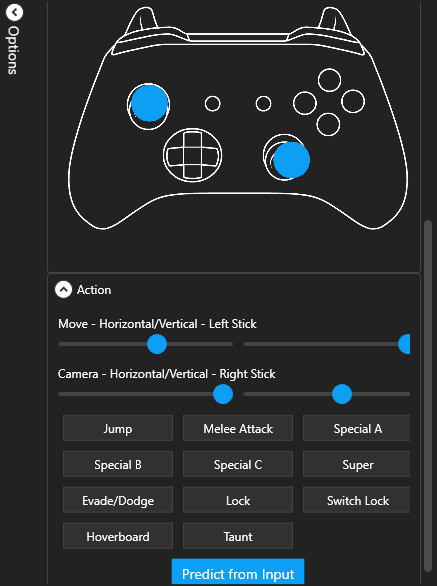 Options
Action
Move - Horizontal/Vertical - Left Stick
Camera - Horizontal/Vertical - Right Stick
Jump Melee Attack Special A
Special B Special C Super
Evade/Dodge Lock Switch Lock
Hoverboard Taunt
Predict from Input